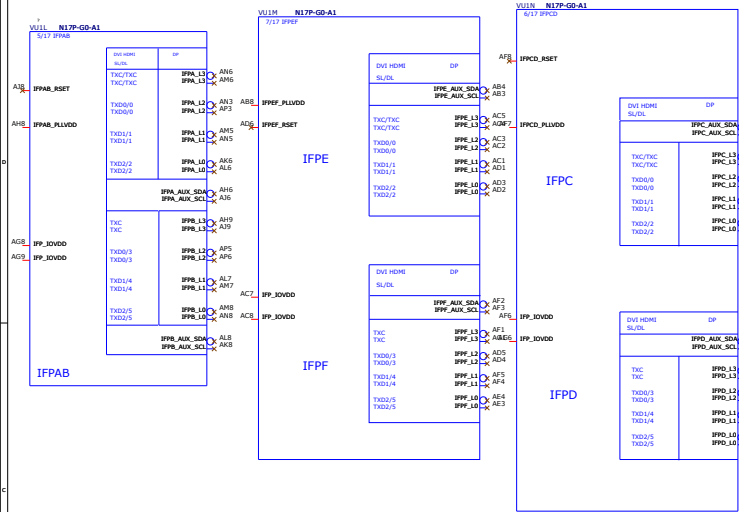 ?
VU1L N17P-G0-A1
5/17 IFPAB
DVI HDMI DP
SL/DL
TXC/TXC IFPA_L3 AN6
TXC/TXC IFPA_L3 AM6
AJ8 IFPAB_RSET
TXD0/0 IFPA_L2 AN3
TXD0/0 IFPA_L2 AP3
AH8 IFPAB_PLLVDD
TXD1/1 IFPA_L1 AM5
TXD1/1 IFPA_L1 AN5
TXD2/2 IFPA_L0 AK6
TXD2/2 IFPA_L0 AL6
IFPA_AUX_SDA AH6
IFPA_AUX_SCL AJ6
TXC IFPB_L3 AH9
TXC IFPB_L3 AJ9
AG8 IFP_IOVDD
TXD0/3 IFPB_L2 AP5
TXD0/3 IFPB_L2 AP6
AG9 IFP_IOVDD
TXD1/4 IFPB_L1 AL7
TXD1/4 IFPB_L1 AM7
TXD2/5 IFPB_L0 AM8
TXD2/5 IFPB_L0 AN8
IFPB_AUX_SDA AL8
IFPB_AUX_SCL AK8
IFPAB
VU1M N17P-G0-A1
7/17 IFPEF
DVI HDMI DP
SL/DL
IFPE_AUX_SDA AB4
IFPE_AUX_SCL AB3
AB8 IFPEF_PLLVDD
AD6 IFPEF_RSET
TXC/TXC IFPE_L3 AC5
TXC/TXC IFPE_L3
TXD0/0 IFPE_L2 AC3
TXD0/0 IFPE_L2 AC2
IFPE
TXD1/1 IFPE_L1 AC1
TXD1/1 IFPE_L1 AD1
TXD2/2 IFPE_L0 AD3
TXD2/2 IFPE_L0 AD2
DVI HDMI DP
SL/DL
AC7 IFP_IOVDD
IFPF_AUX_SDA AF2
IFPF_AUX_SCL AF3
AC8 IFP_IOVDD
TXC IFPF_L3 AF1
TXC IFPF_L3
TXD0/3 IFPF_L2 AD5
TXD0/3 IFPF_L2 AD4
IFPF
TXD1/4 IFPF_L1 AF5
TXD1/4 IFPF_L1 AF4
TXD2/5 IFPF_L0 AE4
TXD2/5 IFPF_L0 AE3
VU1N N17P-G0-A1
6/17 IFPCD
AF8 IFPCD_RSET
DVI HDMI DP
SL/DL
IFPC_AUX_SDA
IFPC_AUX_SCL
IFPCD_PLLVDD
TXC/TXC IFPC_L3
TXC/TXC IFPC_L3
IFPC
TXD0/0 IFPC_L2
TXD0/0 IFPC_L2
TXD1/1 IFPC_L1
TXD1/1 IFPC_L1
TXD2/2 IFPC_L0
TXD2/2 IFPC_L0
AF6 IFP_IOVDD
DVI HDMI DP
SL/DL
IFP_IOVDD
IFPD_AUX_SDA
IFPD_AUX_SCL
TXC IFPD_L3
TXC IFPD_L3
IFPD
TXD0/3 IFPD_L2
TXD0/3 IFPD_L2
TXD1/4 IFPD_L1
TXD1/4 IFPD_L1
TXD2/5 IFPD_L0
TXD2/5 IFPD_L0
D
C